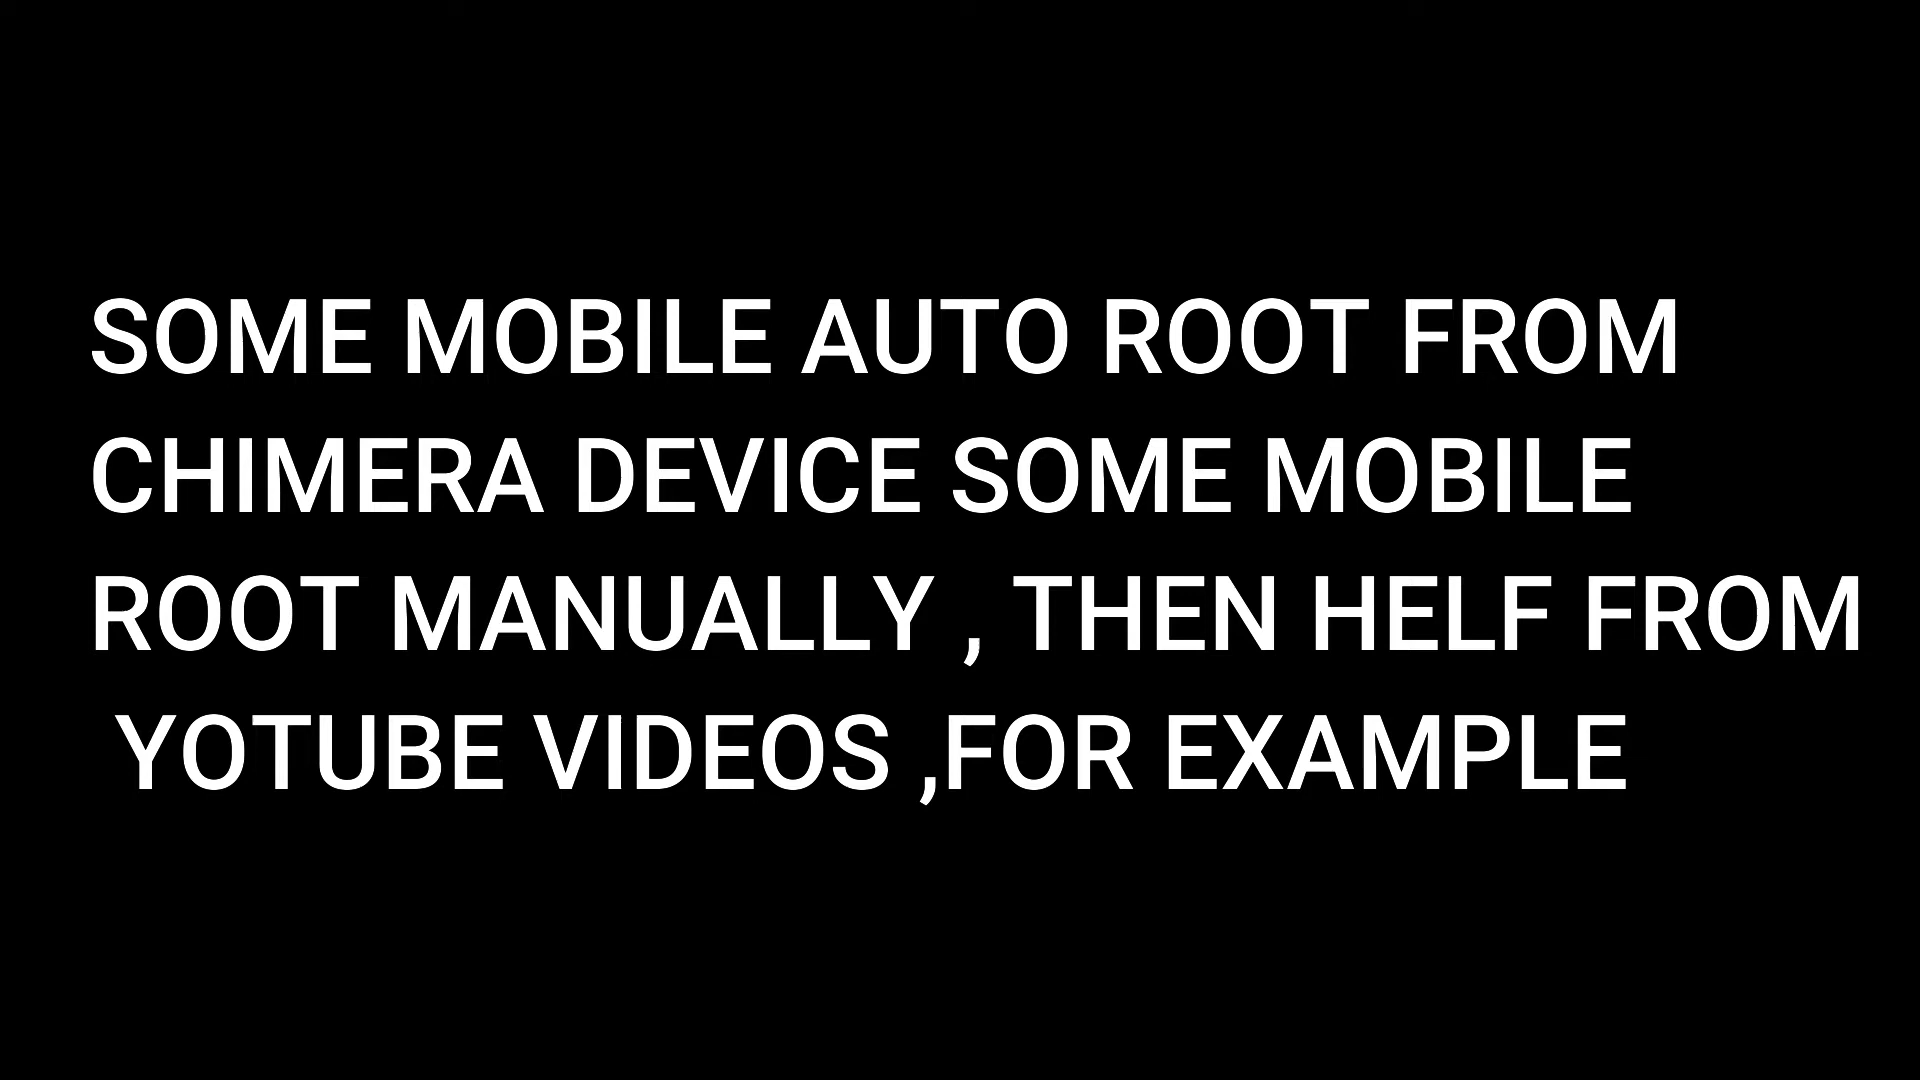 SOME MOBILE AUTO ROOT FROM
CHIMERA DEVICE SOME MOBILE
ROOT MANUALLY , THEN HELF FROM
YOTUBE VIDEOS ,FOR EXAMPLE